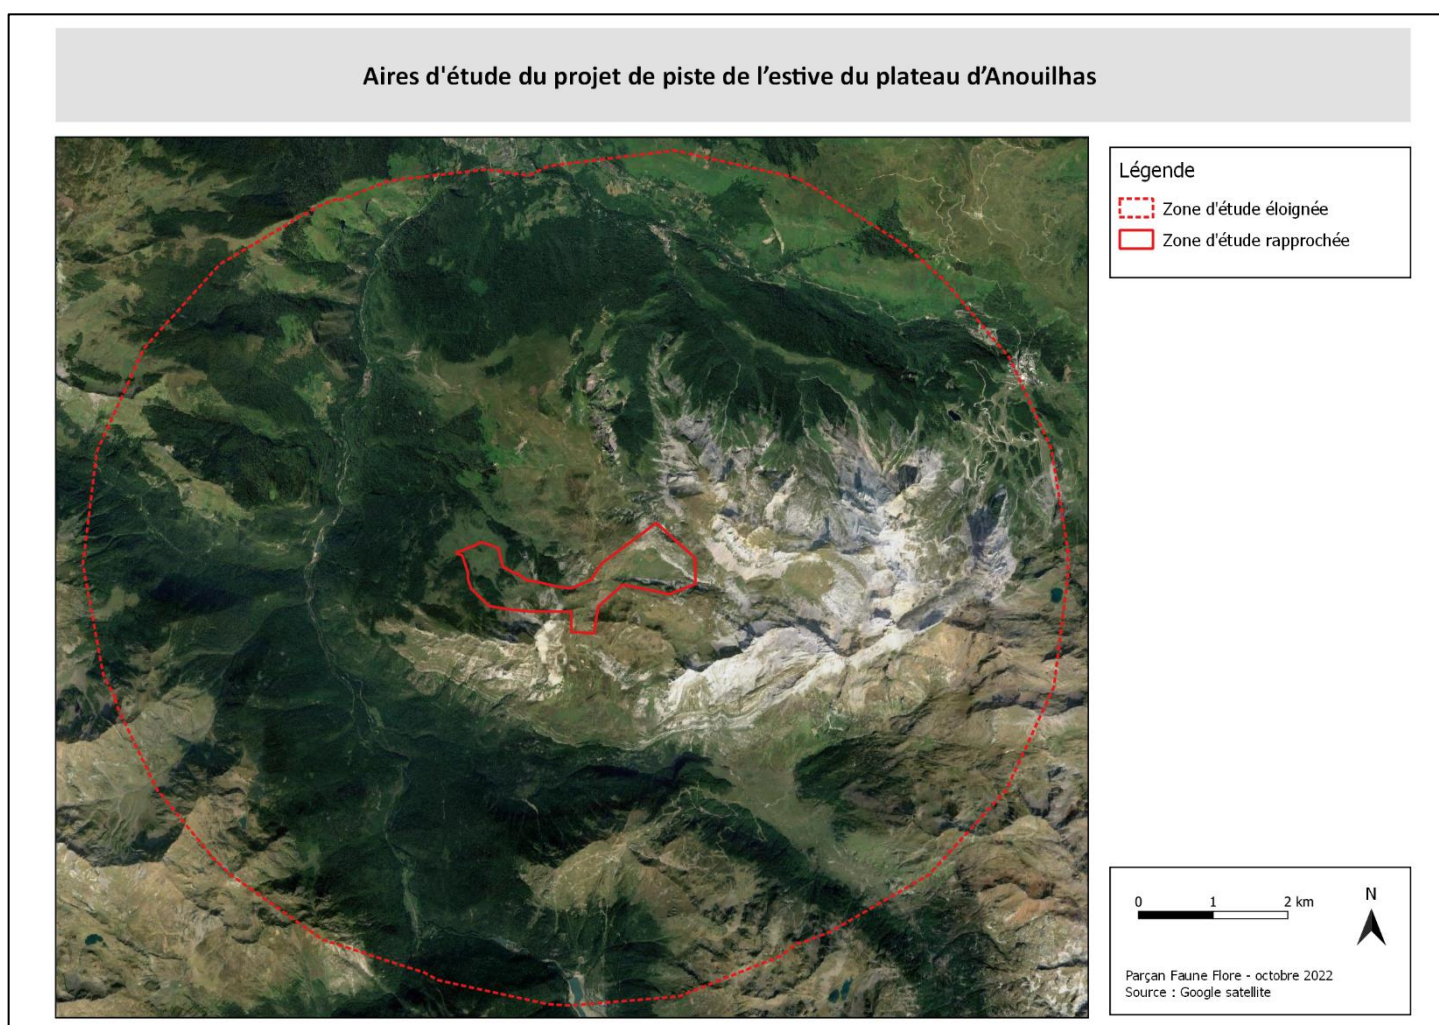 Aires d'étude du projet de piste de l’estive du plateau d’Anouilhas
Légende
Zone d'étude éloignée
Zone d'étude rapprochée
0 1 2 km
N
Parçan Faune Flore - octobre 2022
Source : Google satellite